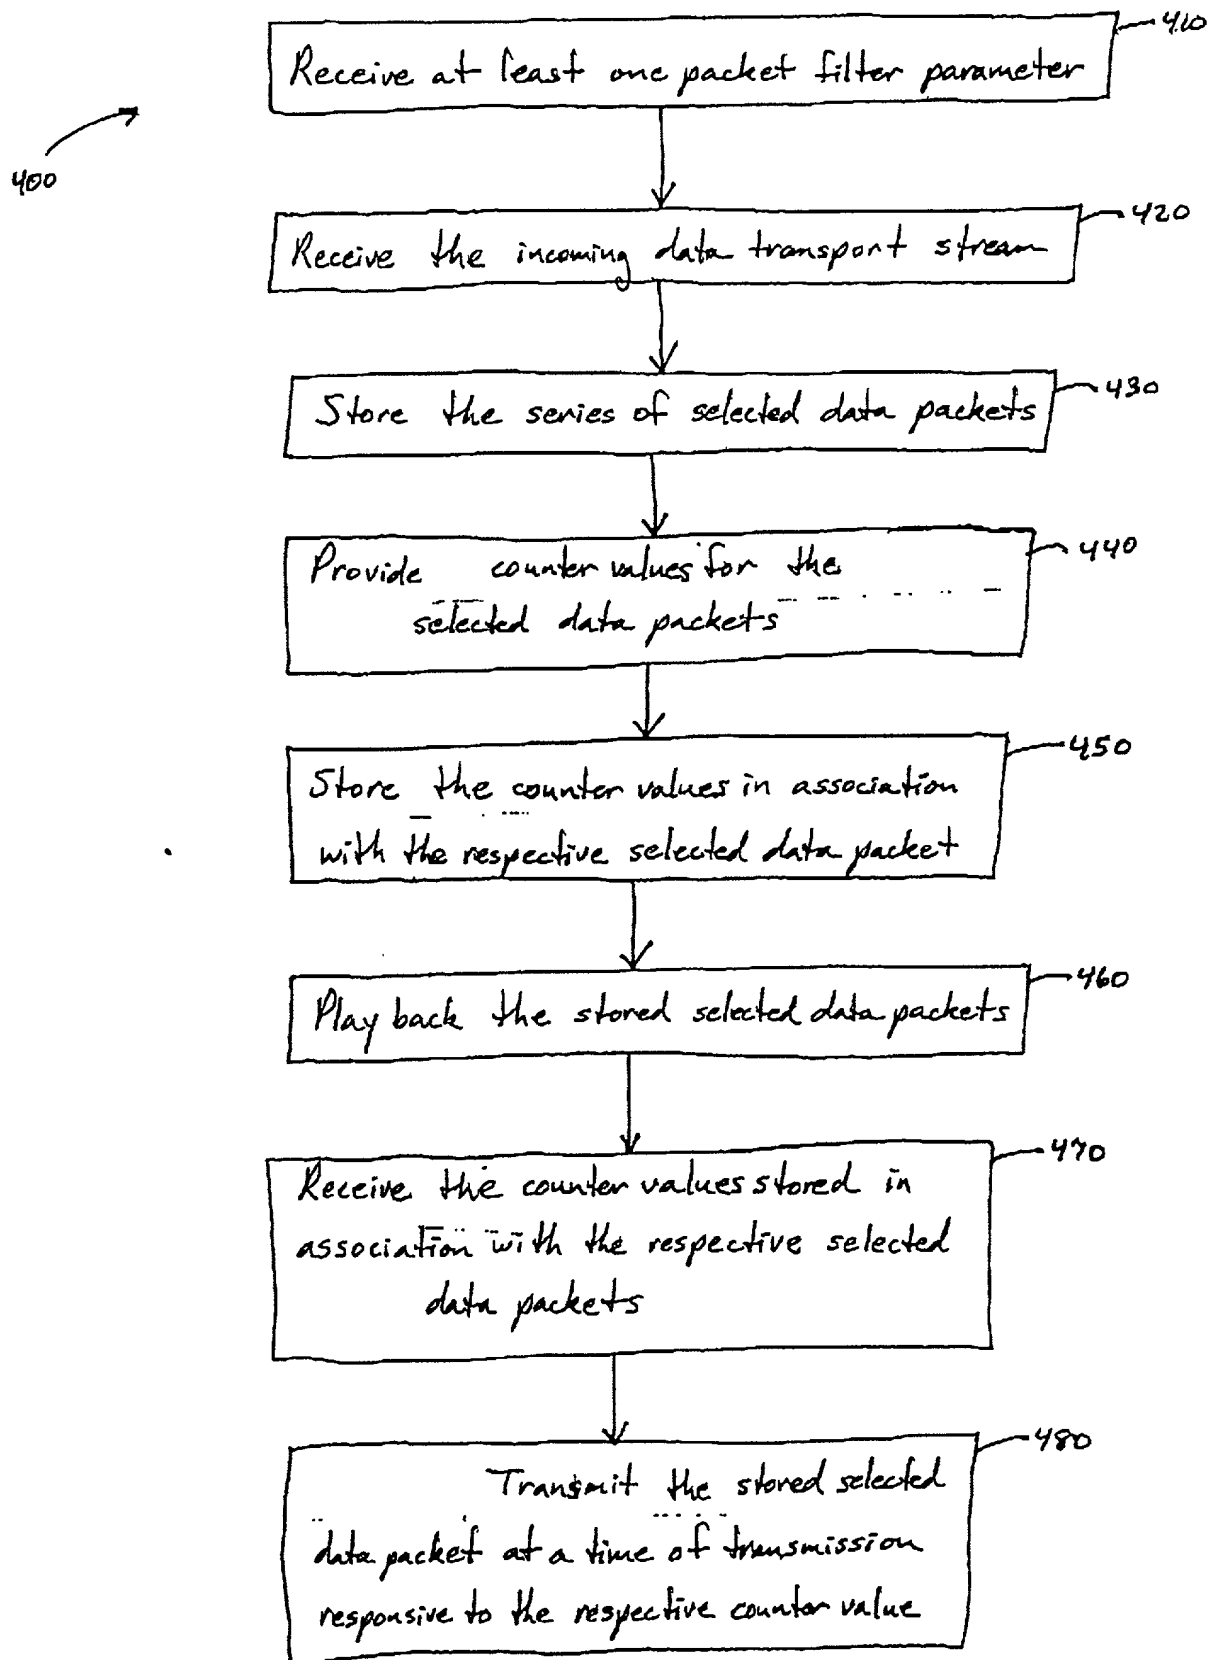 410
Receive at least one packet filter parameter
400
420
Receive the incoming data transport stream
430
Store the series of selected data packets
440
Provide counter values for the
selected data packets
450
Store the counter values in association
with the respective selected data packet
460
Play back the stored selected data packets
470
Receive the counter values stored in
association with the respective selected
data packets
480
Transmit the stored selected
data packet at a time of transmission
responsive to the respective counter value